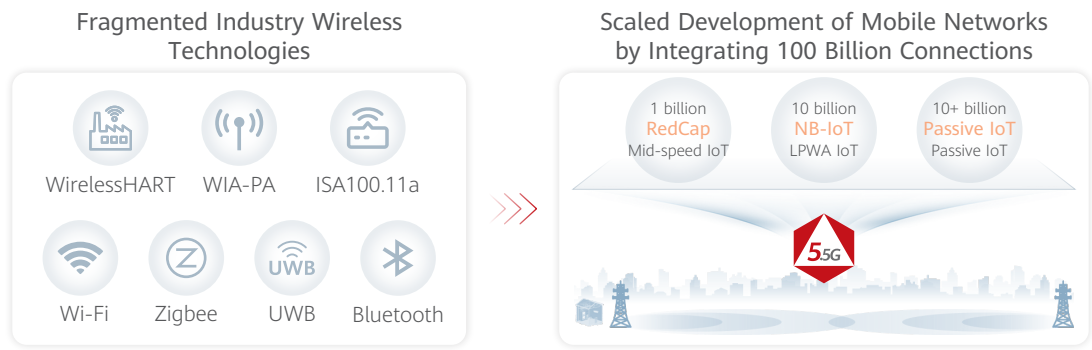 Fragmented Industry Wireless
Technologies
WirelessHART
WIA-PA
ISA100.11a
Wi-Fi
Zigbee
UWB
UWB
Bluetooth
Scaled Development of Mobile Networks
by Integrating 100 Billion Connections
1 billion
RedCap
Mid-speed IoT
10 billion
NB-IoT
LPWA IoT
10+ billion
Passive IoT
Passive IoT
5.5G